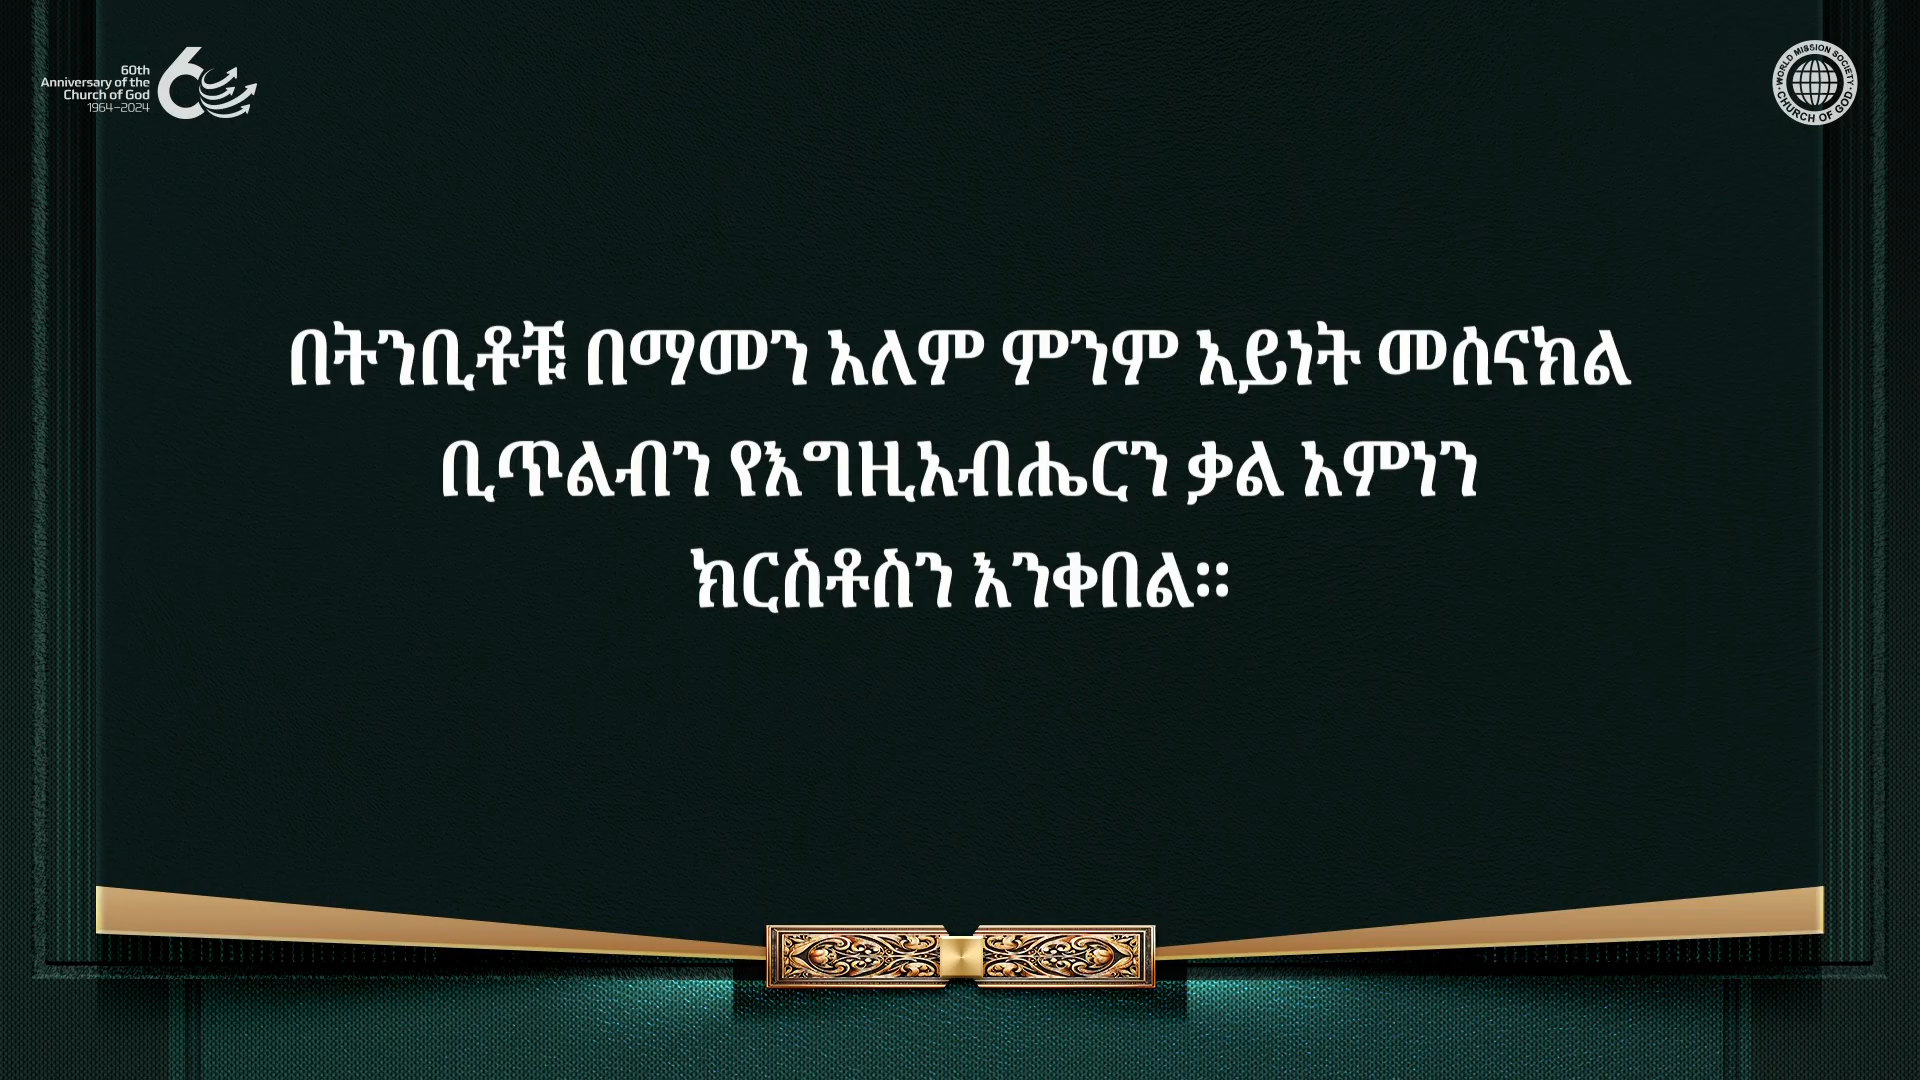 60th
Anniversary of the
Church of God
1964–2024
60
WORLD MISSION SOCIETY
CHURCH OF GOD
በትንቢቶቹ በማመን አለም ምንም አይነት መሰናክል
ቢጥልብን የእግዚአብሔርን ቃል አምነን
ክርስቶስን እንቀበል።